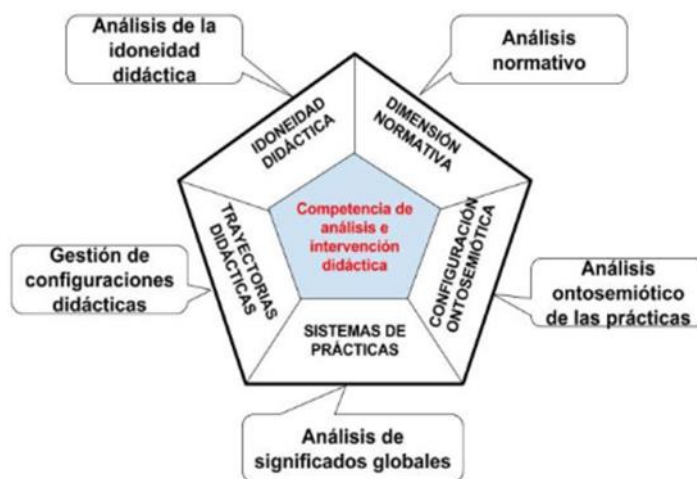 Análisis de la
idoneidad
didáctica
Análisis
normativo
IDONEIDAD
DIDÁCTICA
DIMENSIÓN
NORMATIVA
Competencia de
análisis e
intervención
didáctica
TRAYECTORIAS
DIDÁCTICAS
CONFIGURACIÓN
ONTOSEMIÓTICA
Gestión de
configuraciones
didácticas
Análisis
ontosemiótico
de las prácticas
SISTEMAS DE
PRÁCTICAS
Análisis de
significados globales